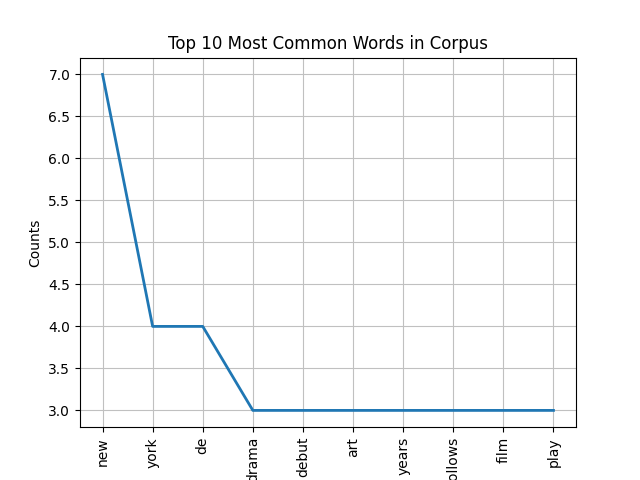 Top 10 Most Common Words in Corpus
Counts
7.0
6.5
6.0
5.5
5.0
4.5
4.0
3.5
3.0
new
york
de
drama
debut
art
years
ollows
film
play